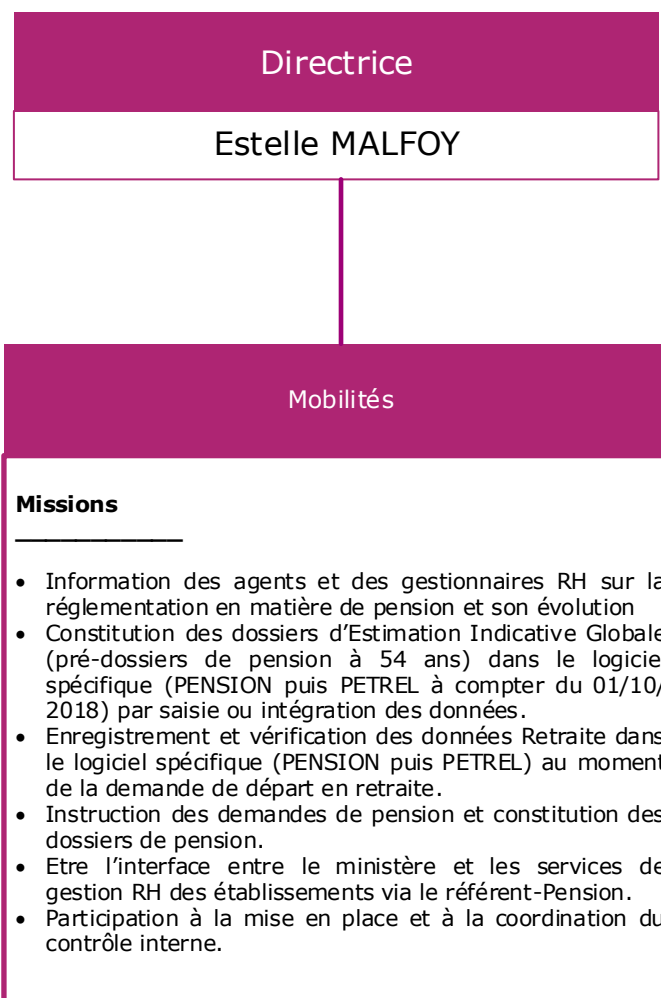 Directrice
Estelle MALFOY
Mobilités
Missions
• Information des agents et des gestionnaires RH sur la
réglementation en matière de pension et son évolution
• Constitution des dossiers d’Estimation Indicative Globale
(pré-dossiers de pension à 54 ans) dans le logiciel
spécifique (PENSION puis PETREL à compter du 01/10/
2018) par saisie ou intégration des données.
• Enregistrement et vérification des données Retraite dans
le logiciel spécifique (PENSION puis PETREL) au moment
de la demande de départ en retraite.
• Instruction des demandes de pension et constitution des
dossiers de pension.
• Etre l’interface entre le ministère et les services de
gestion RH des établissements via le référent-Pension.
• Participation à la mise en place et à la coordination du
contrôle interne.